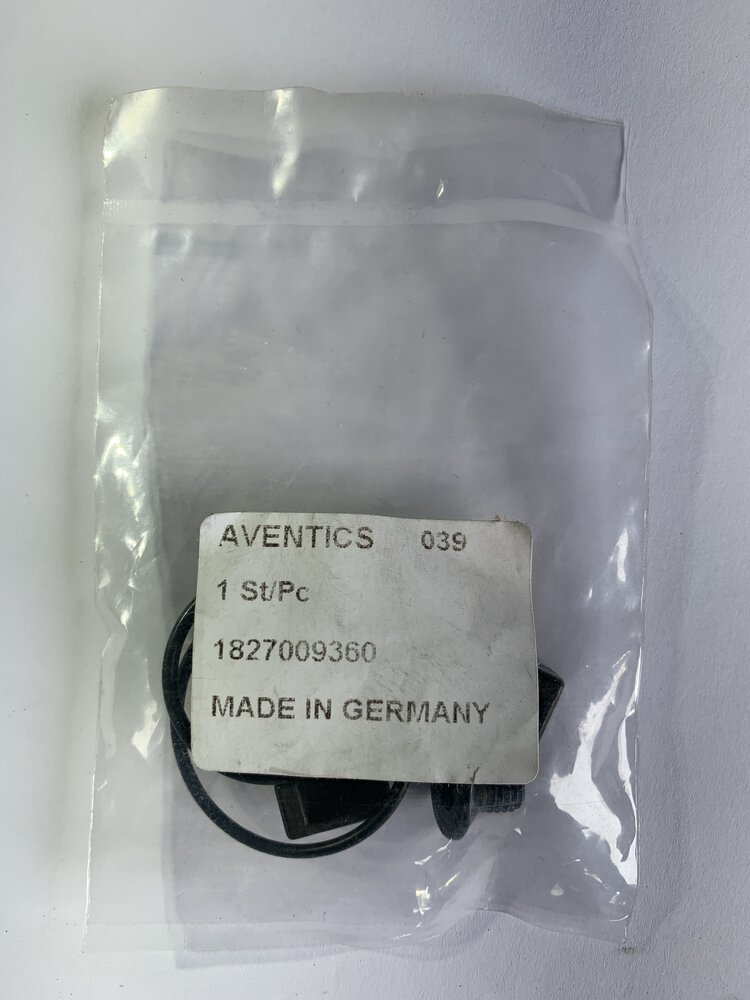 AVENTICS 039
1 St/Pc
1827009360
MADE IN GERMANY